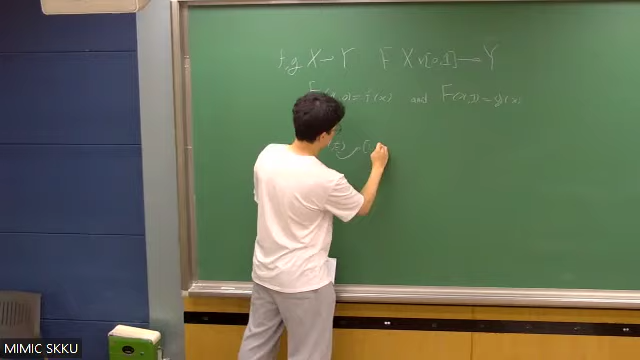 f,g X→Y F X×[0,1]→Y
F(x,0)=f(x) and F(x,1)=g(x)
MIMIC SKKU